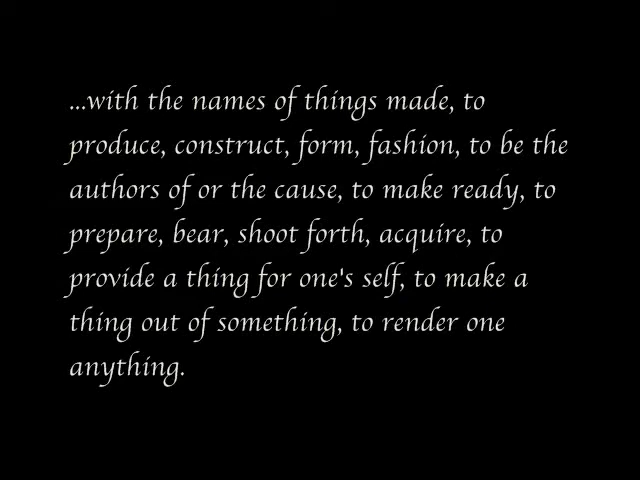 ...with the names of things made, to
produce, construct, form, fashion, to be the
authors of or the cause, to make ready, to
prepare, bear, shoot forth, acquire, to
provide a thing for one's self, to make a
thing out of something, to render one
anything.